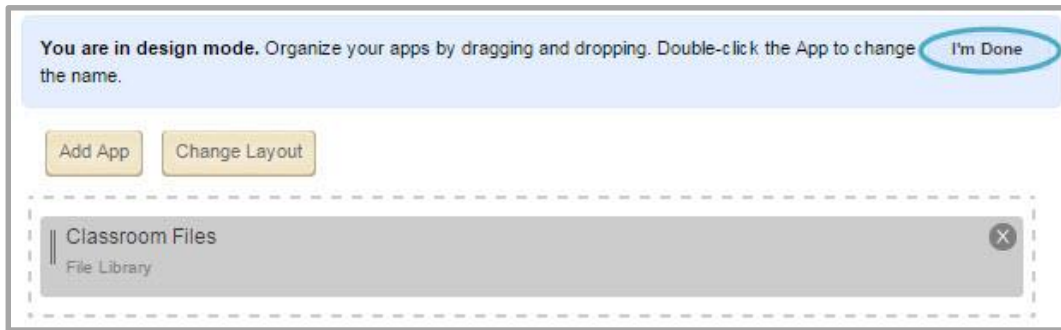 You are in design mode. Organize your apps by dragging and dropping. Double-click the App to change I'm Done
the name.
Add App Change Layout
Classroom Files X
File Library